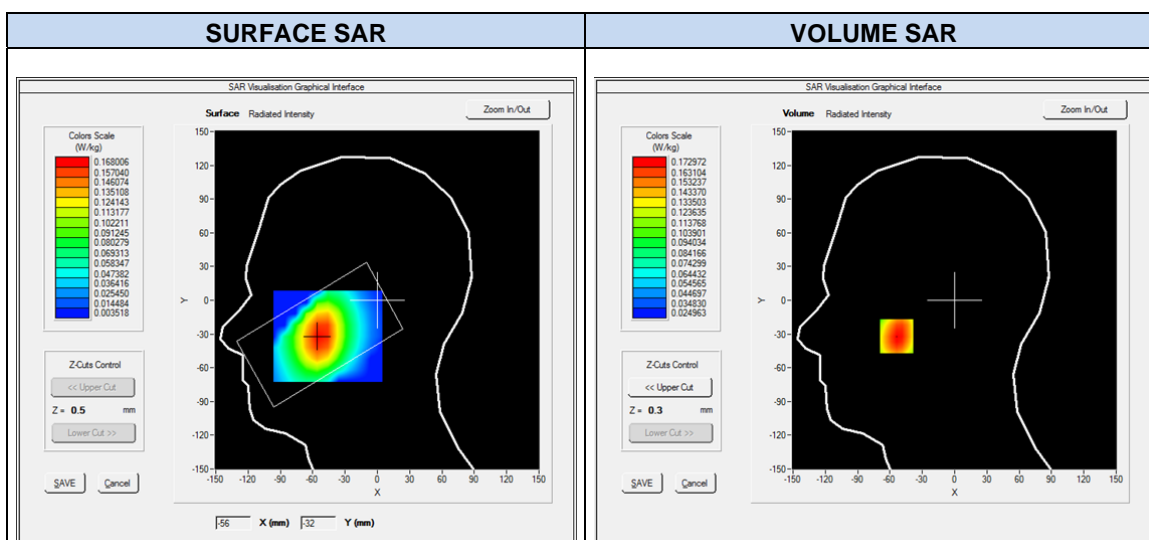 SURFACE SAR
VOLUME SAR
SAR Visualisation Graphical Interface
Surface Radiated Intensity
Zoom In/Out
Colors Scale
(W/kg)
0.168006
0.157040
0.146074
0.135108
0.124143
0.113177
0.102211
0.091245
0.080279
0.069313
0.058347
0.047382
0.036416
0.025450
0.014484
0.003518
Z-Cuts Control
<< Upper Cut
Z = 0.5 mm
Lower Cut >>
SAVE Cancel
150
120
90
60
30
0
-30
-60
-90
-120
-150
Y
-150 -120 -90 -60 -30 0 30 60 90 120 150
X
-56 X (mm) -32 Y (mm)
SAR Visualisation Graphical Interface
Volume Radiated Intensity
Zoom In/Out
Colors Scale
(W/kg)
0.172972
0.163104
0.153237
0.143370
0.133503
0.123635
0.113768
0.103901
0.094034
0.084166
0.074299
0.064432
0.054565
0.044697
0.034830
0.024963
Z-Cuts Control
<< Upper Cut
Z = 0.3 mm
Lower Cut >>
SAVE Cancel
150
120
90
60
30
0
-30
-60
-90
-120
-150
Y
-150 -120 -90 -60 -30 0 30 60 90 120 150
X